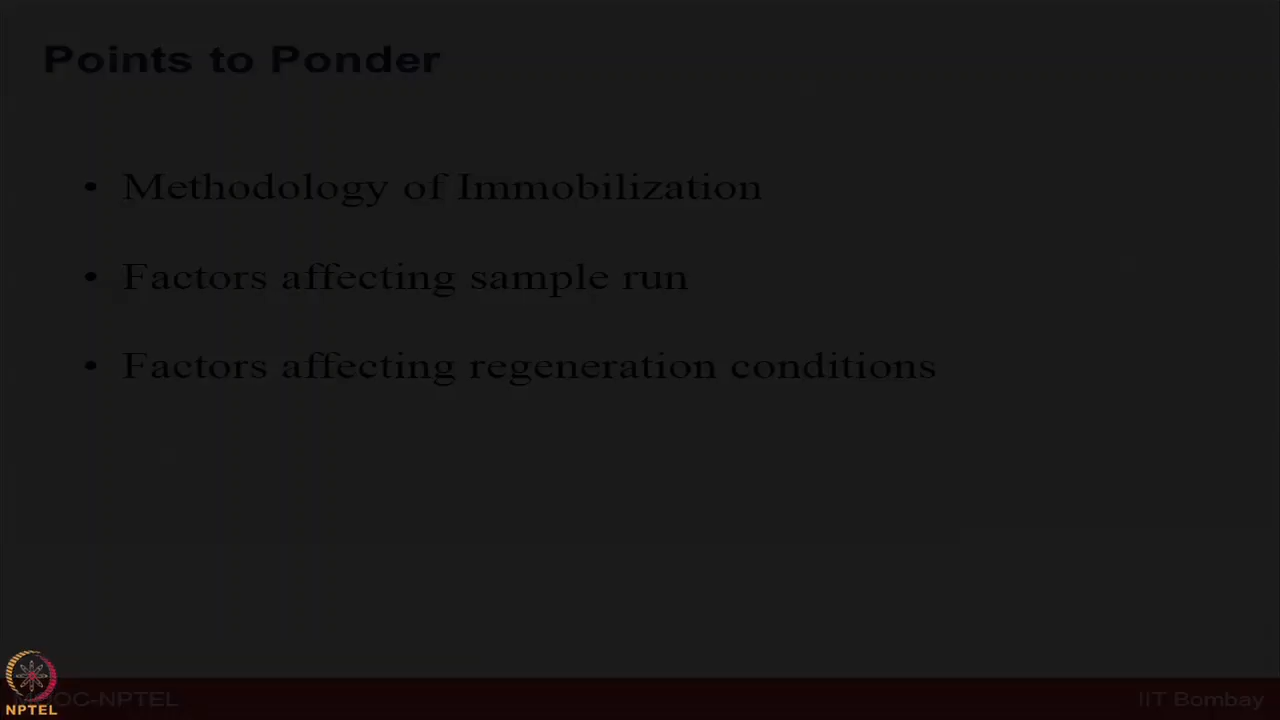 Points to Ponder
• Methodology of Immobilization
• Factors affecting sample run
• Factors affecting regeneration conditions
OC-NPTEL
IIT Bombay
NPTEL